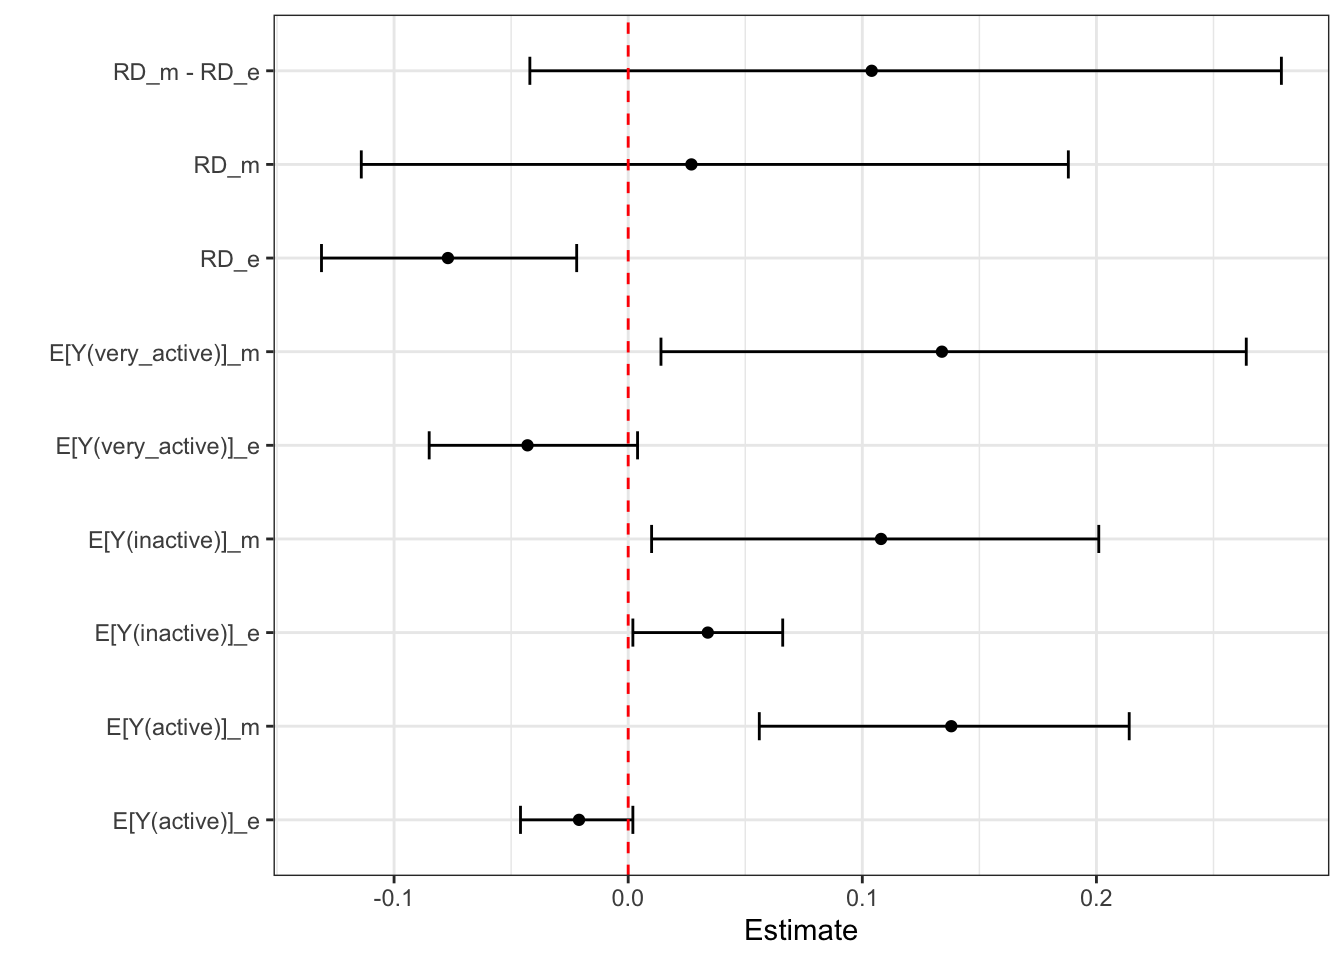 RD_m - RD_e
RD_m
RD_e
E[Y(very_active)]_m
E[Y(very_active)]_e
E[Y(inactive)]_m
E[Y(inactive)]_e
E[Y(active)]_m
E[Y(active)]_e
-0.1 0.0 0.1 0.2
Estimate